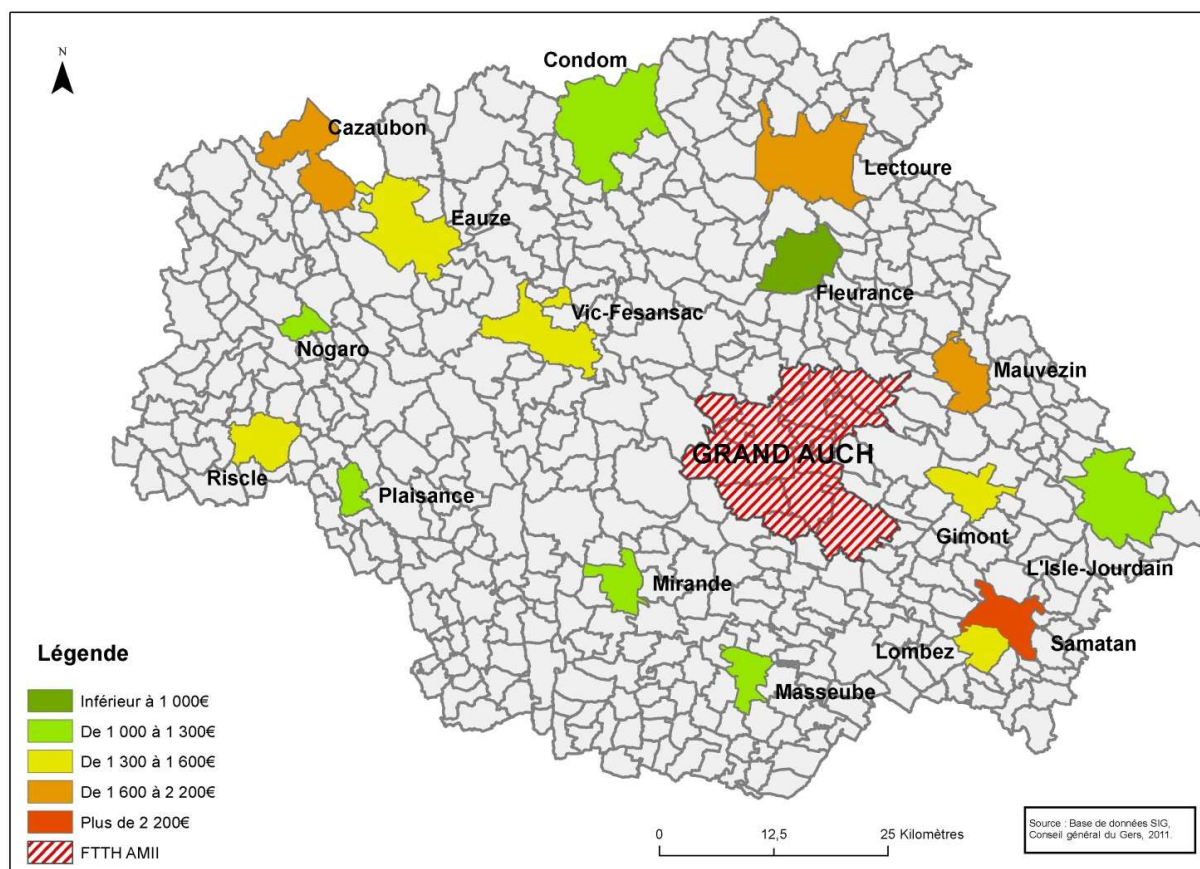 N
Condom
Cazaubon
Lectoure
Eauze
Fleurance
Vic-Fesansac
Nogaro
Mauvezin
GRAND AUCH
Riscle
Plaisance
Gimont
L'Isle-Jourdain
Mirande
Lombez
Samatan
Masseube
Légende
Inférieur à 1 000€
De 1 000 à 1 300€
De 1 300 à 1 600€
De 1 600 à 2 200€
Plus de 2 200€
FTTH AMII
0 12,5 25 Kilomètres
Source : Base de données SIG,
Conseil général du Gers, 2011.